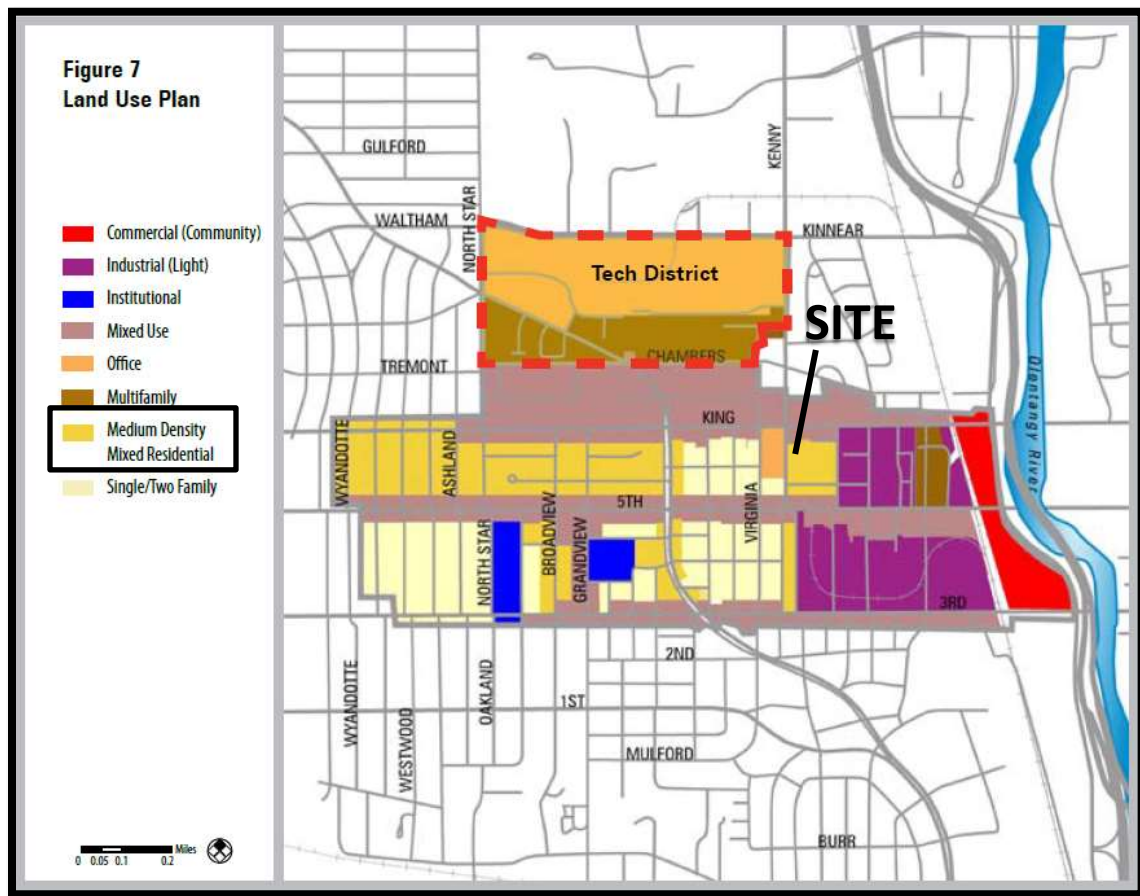 Figure 7
Land Use Plan
Commercial (Community)
Industrial (Light)
Institutional
Mixed Use
Office
Multifamily
Medium Density
Mixed Residential
Single/Two Family
0 0.05 0.1 0.2 Miles
GULFORD
KENNY
WALTHAM
NORTH STAR
KINNEAR
Tech District
SITE
CHAMBERS
TREMONT
KING
WYANDOTTE
ASHLAND
5TH
VIRGINIA
Olentangy River
NORTH STAR
BROADVIEW
GRANDVIEW
3RD
2ND
WYANDOTTE
WESTWOOD
OAKLAND
1ST
MULFORD
BURR